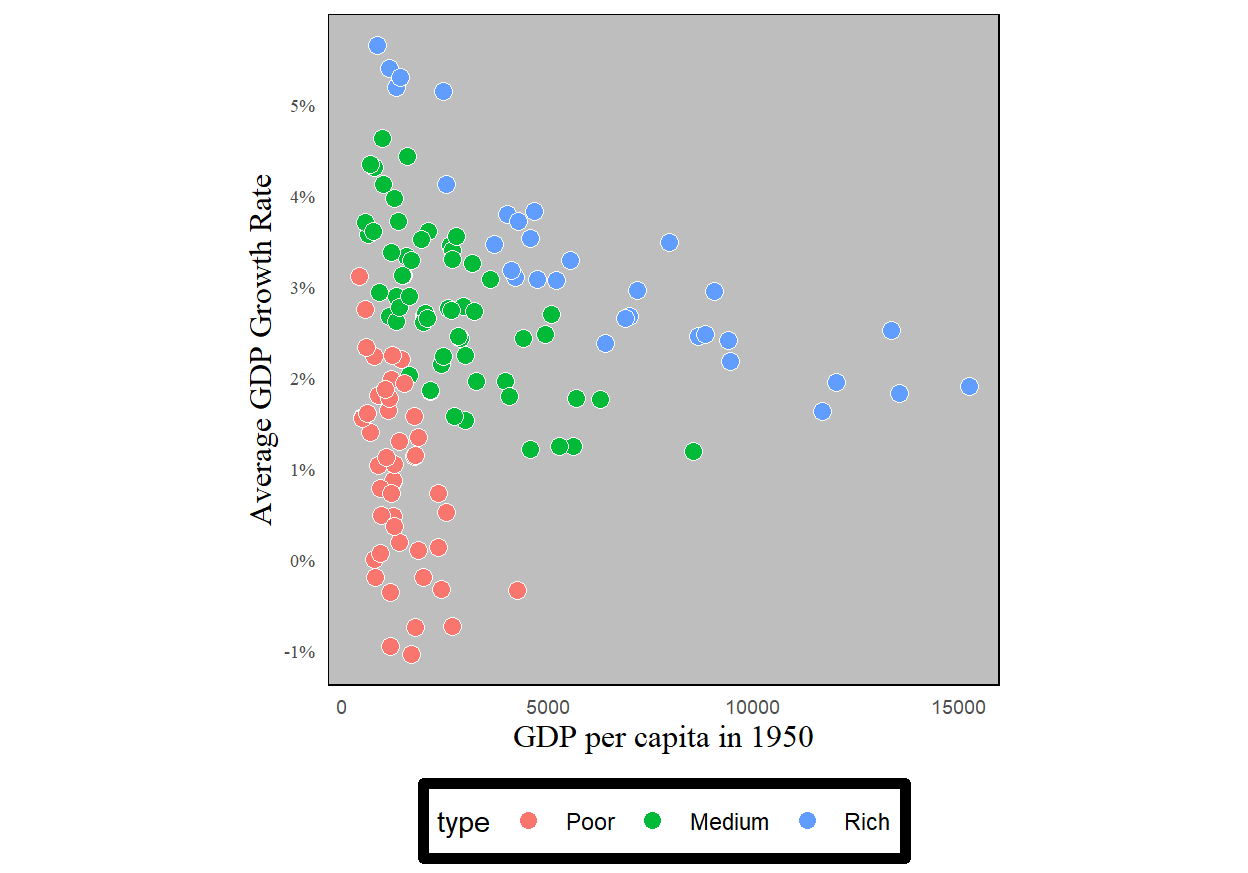 Average GDP Growth Rate
5%
4%
3%
2%
1%
0%
-1%
0 5000 10000 15000
GDP per capita in 1950
type Poor Medium Rich